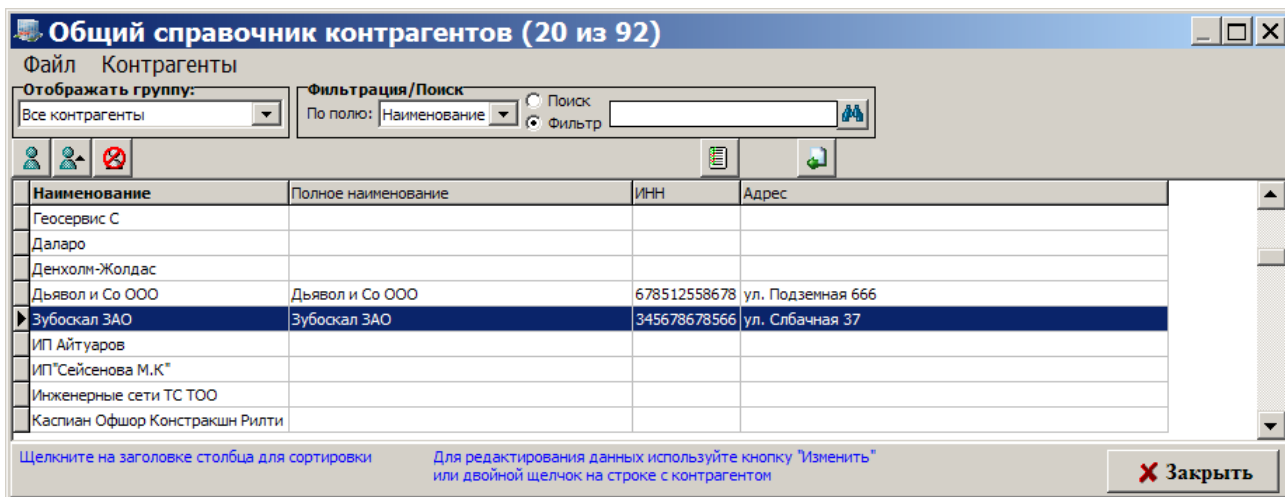 Общий справочник контрагентов (20 из 92)
Файл Контрагенты
Отображать группу:
Все контрагенты
Фильтрация/Поиск
По полю: Наименование
Поиск
Фильтр
Наименование Полное наименование ИНН Адрес
Геосервис С
Даларо
Денхолм-Жолдас
Дьявол и Со ООО Дьявол и Со ООО 678512558678 ул. Подземная 666
Зубоскал ЗАО Зубоскал ЗАО 345678678566 ул. Слбачная 37
ИП Айтуаров
ИП"Сейсенова М.К"
Инженерные сети ТС ТОО
Каспиан Офшор Констракшн Рилти
Щелкните на заголовке столбца для сортировки
Для редактирования данных используйте кнопку "Изменить"
или двойной щелчок на строке с контрагентом
Закрыть